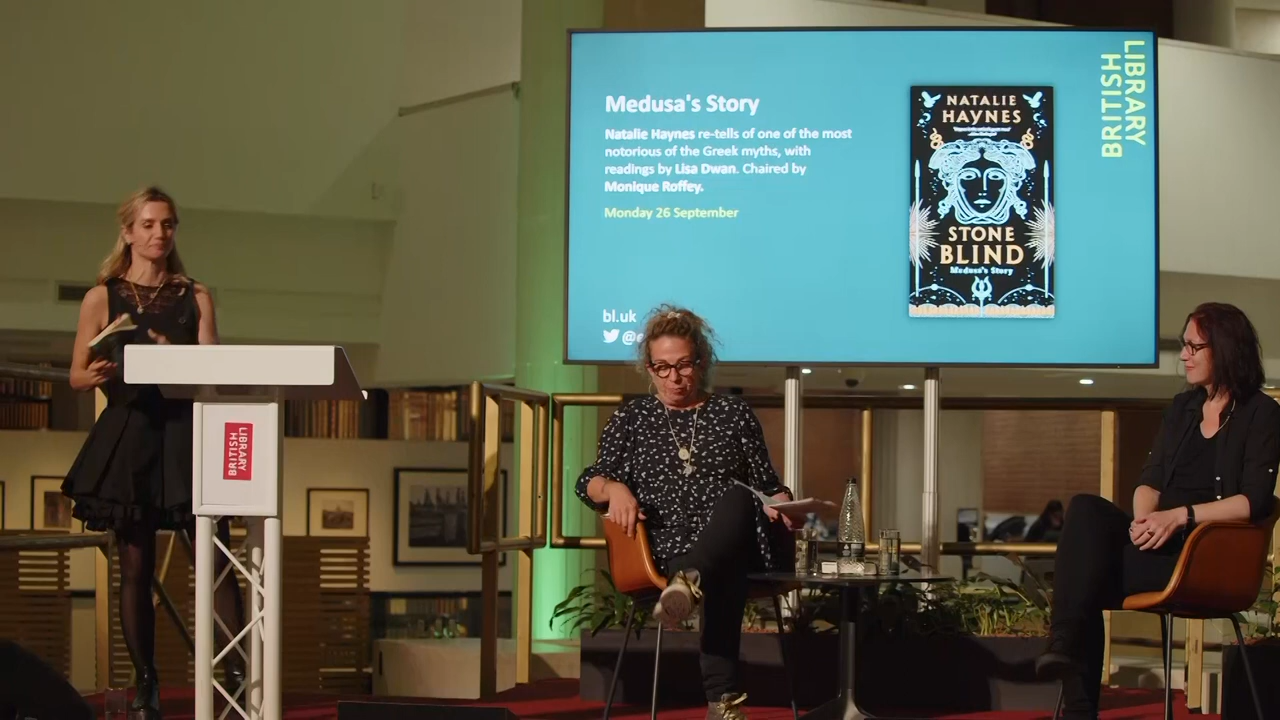 Medusa's Story
Natalie Haynes re-tells of one of the most
notorious of the Greek myths, with
readings by Lisa Dwan. Chaired by
Monique Roffey.
Monday 26 September
bl.uk
@
NATALIE
HAYNES
STONE
BLIND
Medusa's Story
BRITISH
LIBRARY
BRITISH
LIBRARY